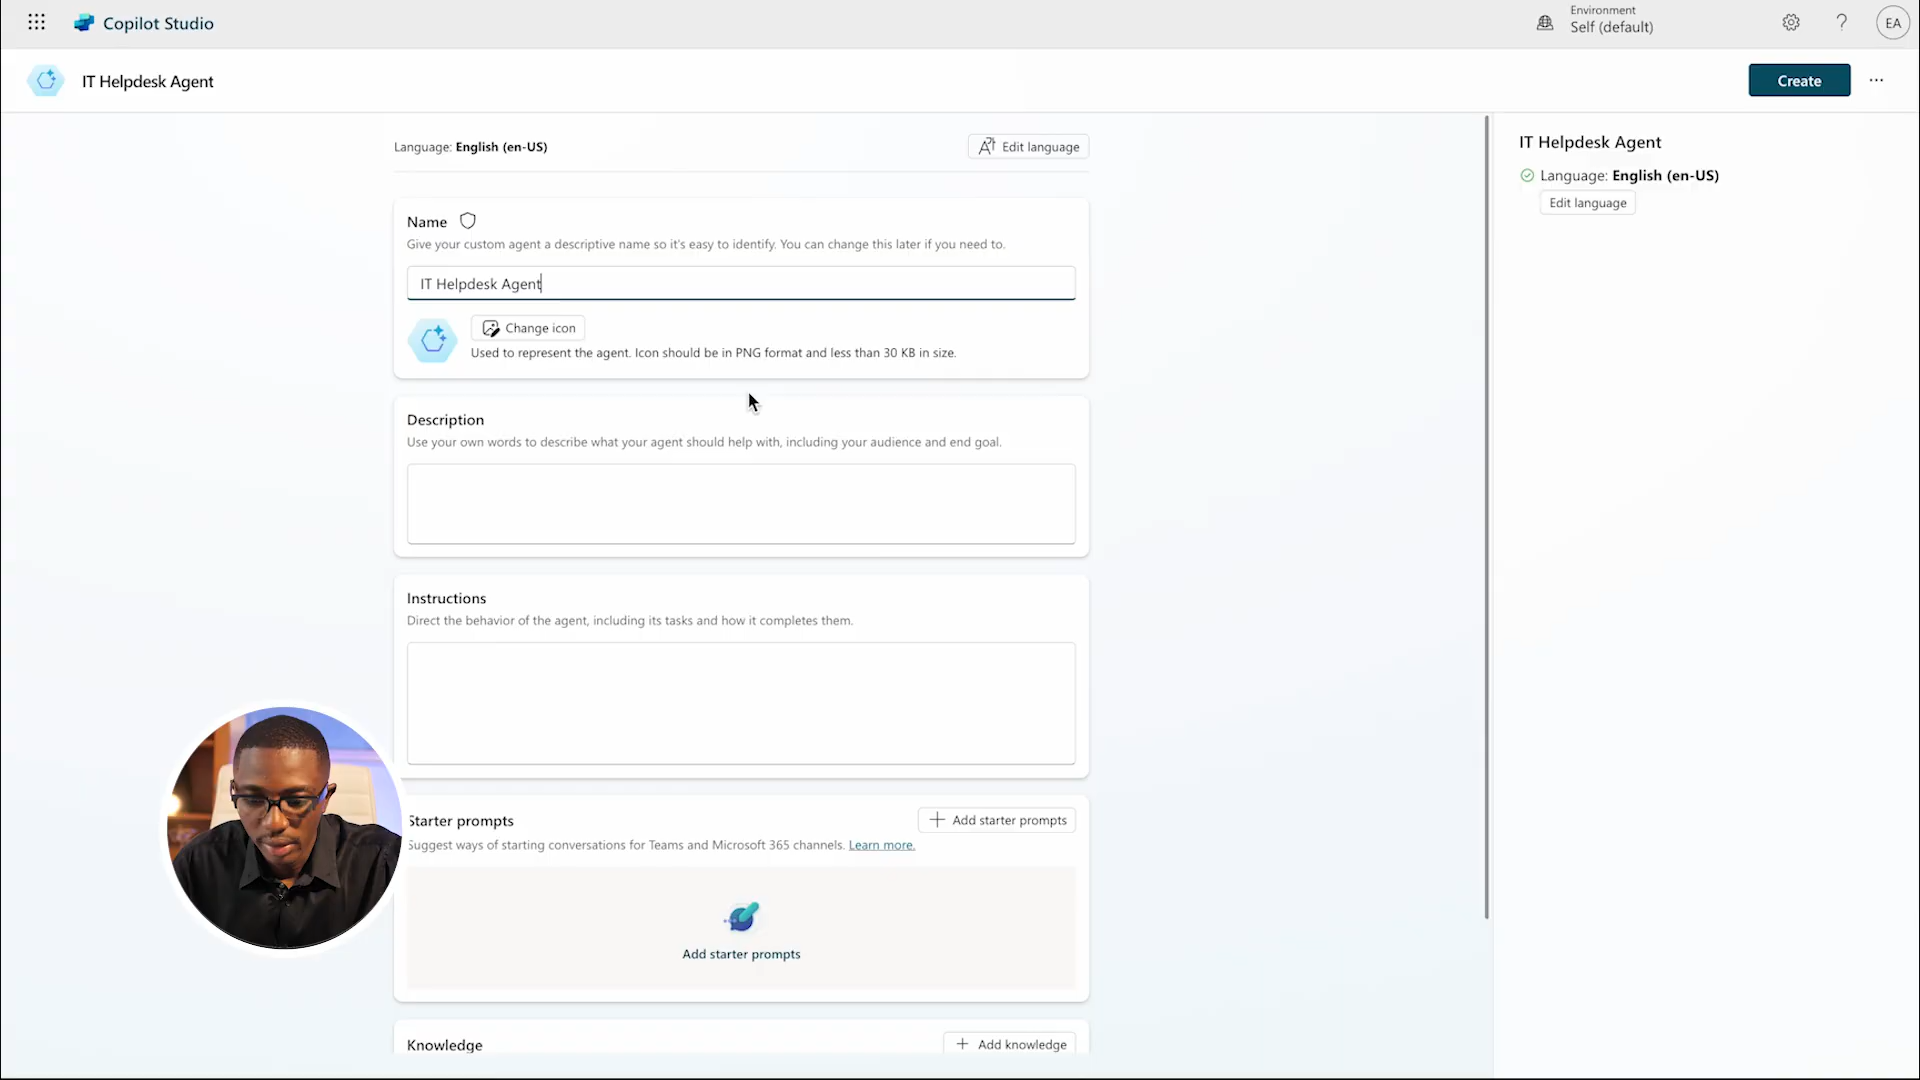 Copilot Studio
Environment
Self (default)
?
EA
IT Helpdesk Agent
Create
...
Language: English (en-US)
Edit language
Name
Give your custom agent a descriptive name so it's easy to identify. You can change this later if you need to.
IT Helpdesk Agent
Change icon
Used to represent the agent. Icon should be in PNG format and less than 30 KB in size.
Description
Use your own words to describe what your agent should help with, including your audience and end goal.
Instructions
Direct the behavior of the agent, including its tasks and how it completes them.
Starter prompts
Add starter prompts
Suggest ways of starting conversations for Teams and Microsoft 365 channels. Learn more.
Add starter prompts
Knowledge
Add knowledge
IT Helpdesk Agent
Language: English (en-US)
Edit language